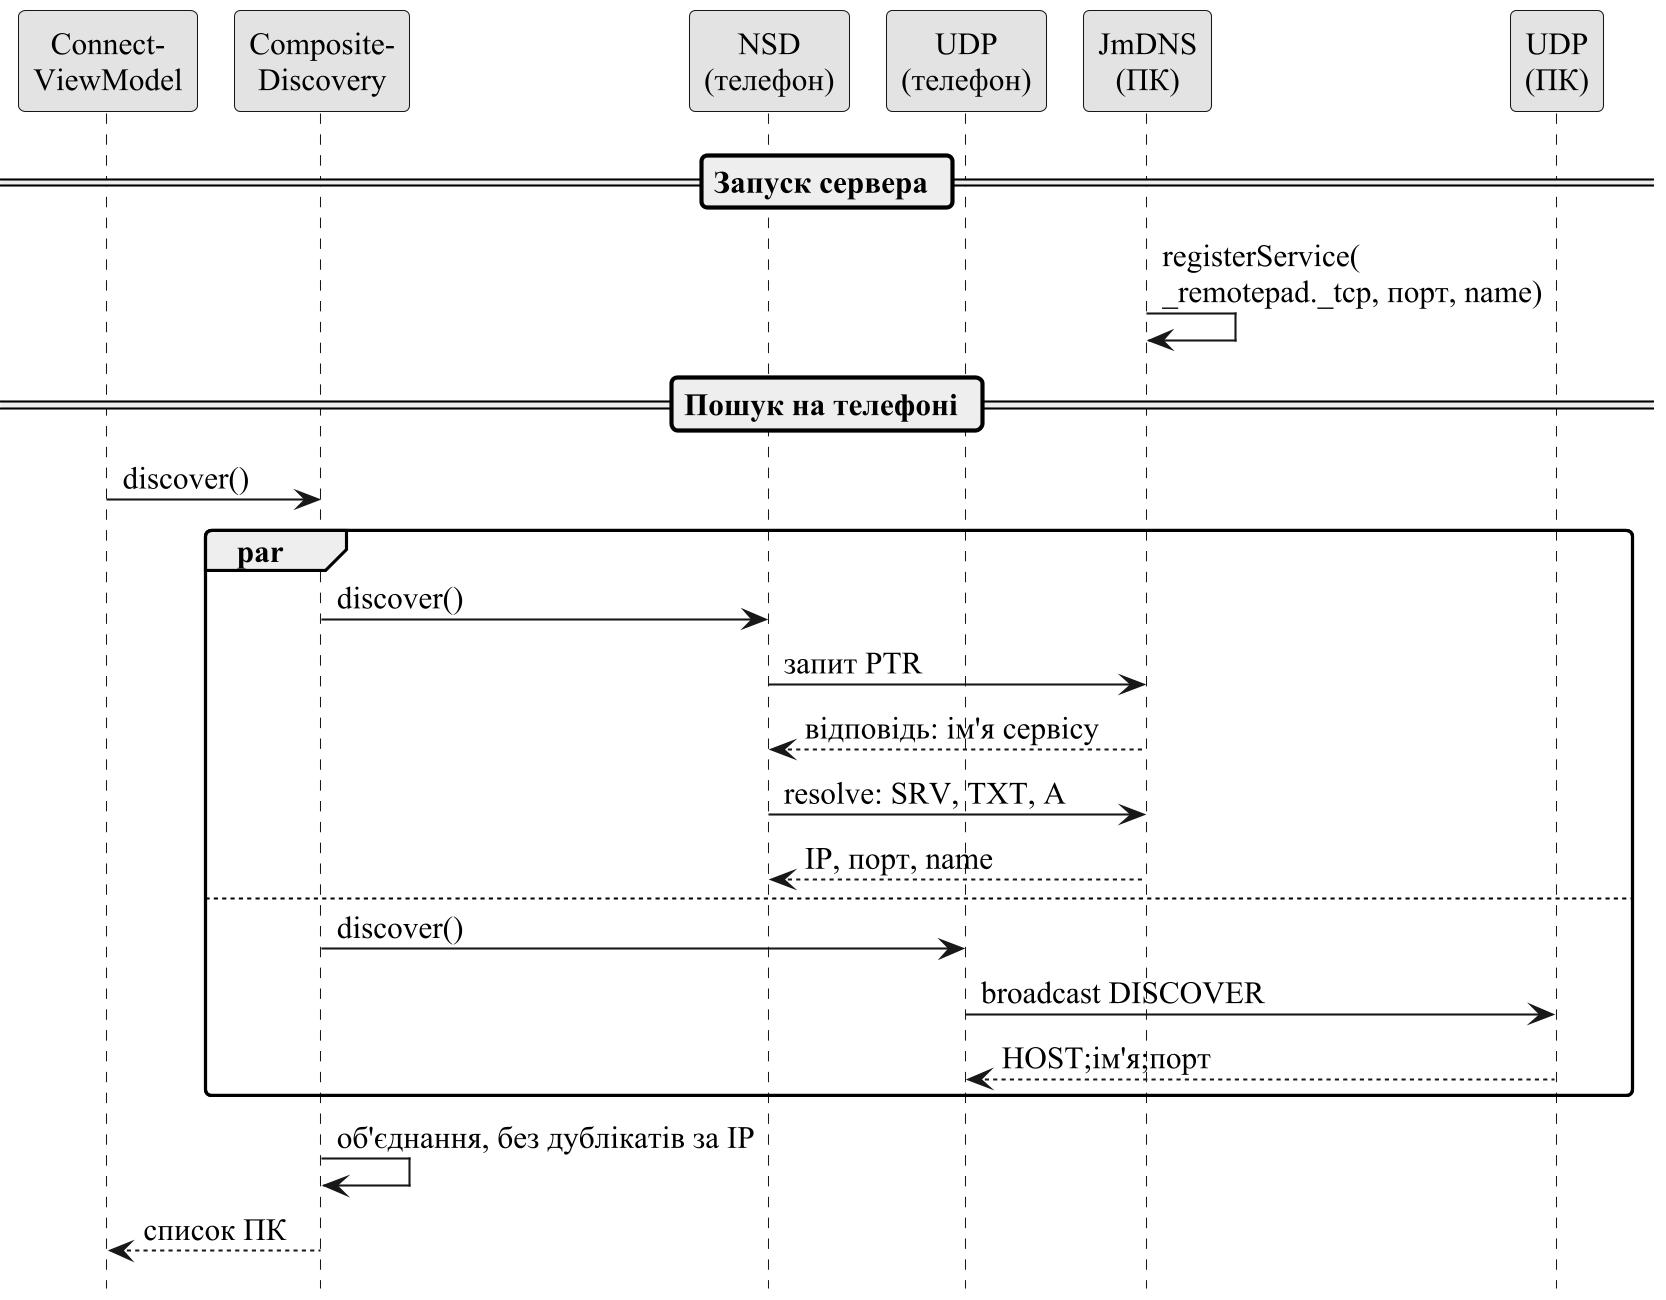 Connect-
ViewModel
Composite-
Discovery
NSD
(телефон)
UDP
(телефон)
JmDNS
(ПК)
UDP
(ПК)
Запуск сервера
registerService(
_remotepad._tcp, порт, name)
Пошук на телефоні
discover()
par
discover()
запит PTR
відповідь: ім'я сервісу
resolve: SRV, TXT, A
IP, порт, name
discover()
broadcast DISCOVER
HOST;ім'я;порт
об'єднання, без дублікатів за IP
список ПК